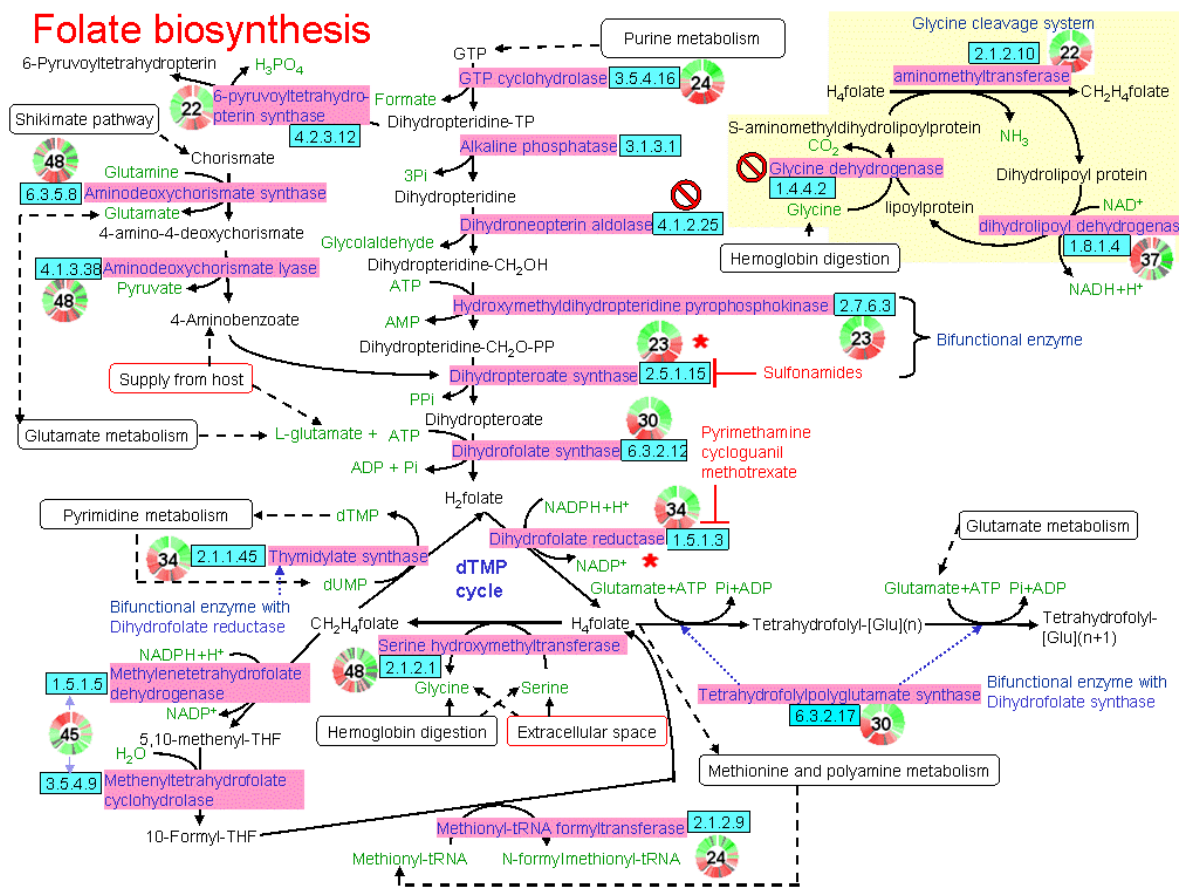 Folate biosynthesis
6-Pyruvoyltetrahydropterin
H3PO4
22
6-pyruvoyltetrahydro-
pterin synthase
4.2.3.12
Shikimate pathway
48
Chorismate
Glutamine
6.3.5.8
Aminodeoxychorismate synthase
Glutamate
4-amino-4-deoxychorismate
4.1.3.38
Aminodeoxychorismate lyase
48
Pyruvate
4-Aminobenzoate
Supply from host
Glutamate metabolism
L-glutamate +
GTP
Purine metabolism
GTP cyclohydrolase
3.5.4.16
24
Formate
Dihydropteridine-TP
Alkaline phosphatase
3.1.3.1
3Pi
Dihydropteridine
Dihydroneopterin aldolase
4.1.2.25
Glycolaldehyde
Dihydropteridine-CH2OH
ATP
Hydroxymethyldihydropteridine pyrophosphokinase
2.7.6.3
AMP
23
Bifunctional enzyme
Dihydropteridine-CH2O-PP
23
*
Dihydropteroate synthase
2.5.1.15
Sulfonamides
PPi
Dihydropteroate
30
ATP
Dihydrofolate synthase
6.3.2.12
ADP + Pi
Pyrimethamine
cycloguanil
methotrexate
Glycine cleavage system
2.1.2.10
22
aminomethyltransferase
H4folate
CH2H4folate
S-aminomethyldihydrolipoylprotein
NH3
CO2
Glycine dehydrogenase
1.4.4.2
Glycine
lipoylprotein
Dihydrolipoyl protein
NAD+
dihydrolipoyl dehydrogenase
1.8.1.4
37
NADH+H+
Hemoglobin digestion
H2folate
NADPH+H+
34
Dihydrofolate reductase
1.5.1.3
NADP+
*
Pyrimidine metabolism
dTMP
34
2.1.1.45
Thymidylate synthase
dUMP
dTMP
cycle
Bifunctional enzyme with
Dihydrofolate reductase
CH2H4folate
H4folate
Glutamate+ATP
Pi+ADP
Tetrahydrofolyl-[Glu](n)
Glutamate metabolism
Glutamate+ATP
Pi+ADP
Tetrahydrofolyl-
[Glu](n+1)
Tetrahydrofolylpolyglutamate synthase
6.3.2.17
30
Bifunctional enzyme with
Dihydrofolate synthase
Serine hydroxymethyltransferase
48
2.1.2.1
Glycine
Serine
Hemoglobin digestion
Extracellular space
NADPH+H+
1.5.1.5
Methylenetetrahydrofolate
dehydrogenase
NADP+
45
5,10-methenyl-THF
H2O
3.5.4.9
Methenyltetrahydrofolate
cyclohydrolase
10-Formyl-THF
Methionine and polyamine metabolism
Methionyl-tRNA formyltransferase
2.1.2.9
Methionyl-tRNA
N-formylmethionyl-tRNA
24